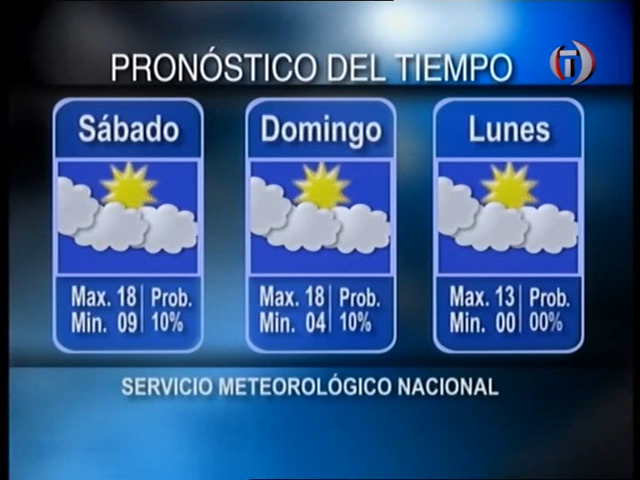 PRONÓSTICO DEL TIEMPO
T
Sábado
Max. 18 Prob.
Min. 09 10%
Domingo
Max. 18 Prob.
Min. 04 10%
Lunes
Max. 13 Prob.
Min. 00 00%
SERVICIO METEOROLÓGICO NACIONAL